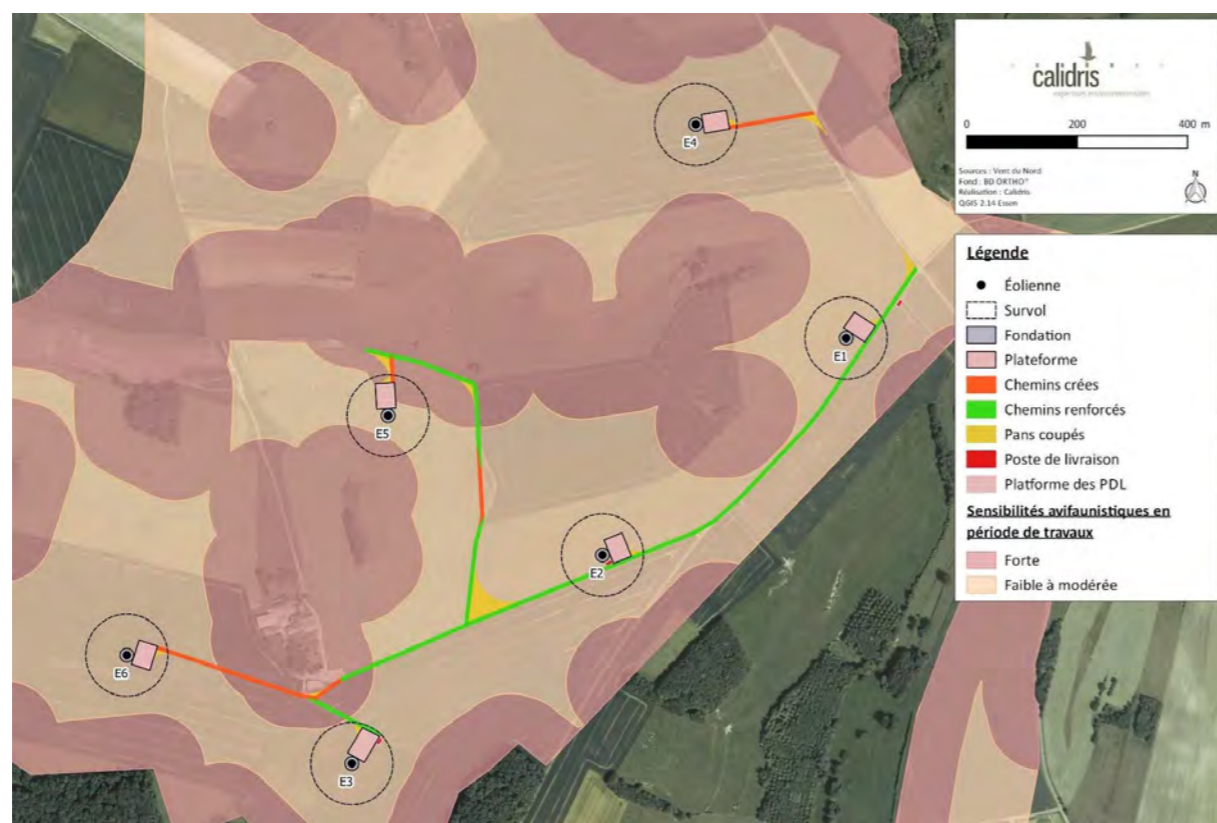 calidris
expertises environnementales
0 200 400 m
Sources : Vent du Nord
Fond : BD ORTHO®
Réalisation : Calidris
QGIS 2.14 Essen
N
Légende
Éolienne
Survol
Fondation
Plateforme
Chemins crées
Chemins renforcés
Pans coupés
Poste de livraison
Platforme des PDL
Sensibilités avifaunistiques en
période de travaux
Forte
Faible à modérée
E4
E1
E5
E2
E6
E3